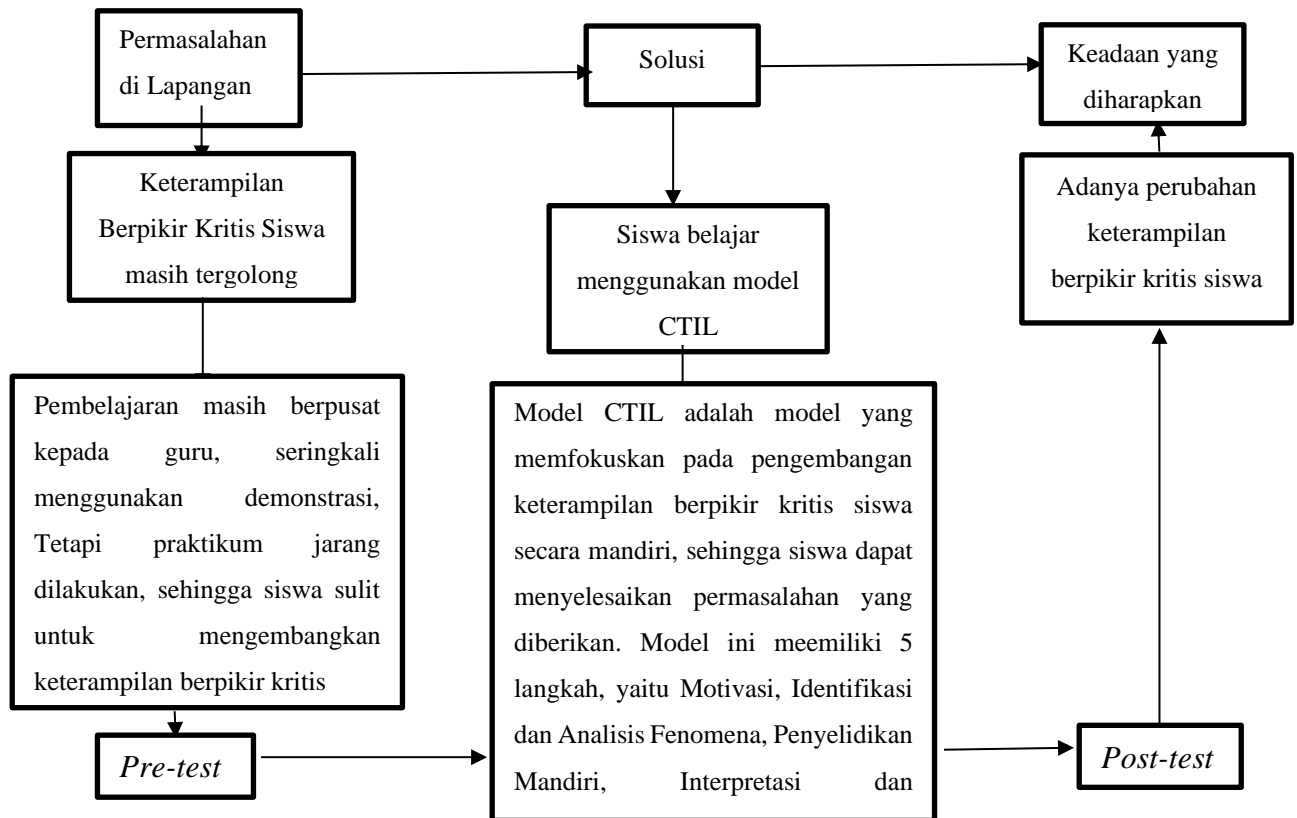 Permasalahan
di Lapangan
Solusi
Keadaan yang
diharapkan
Keterampilan
Berpikir Kritis Siswa
masih tergolong
Siswa belajar
menggunakan model
CTIL
Adanya perubahan
keterampilan
berpikir kritis siswa
Pembelajaran masih berpusat
kepada guru, seringkali
menggunakan demonstrasi,
Tetapi praktikum jarang
dilakukan, sehingga siswa sulit
untuk mengembangkan
keterampilan berpikir kritis
Model CTIL adalah model yang
memfokuskan pada pengembangan
keterampilan berpikir kritis siswa
secara mandiri, sehingga siswa dapat
menyelesaikan permasalahan yang
diberikan. Model ini meemiliki 5
langkah, yaitu Motivasi, Identifikasi
dan Analisis Fenomena, Penyelidikan
Mandiri, Interpretasi dan
Pre-test
Post-test